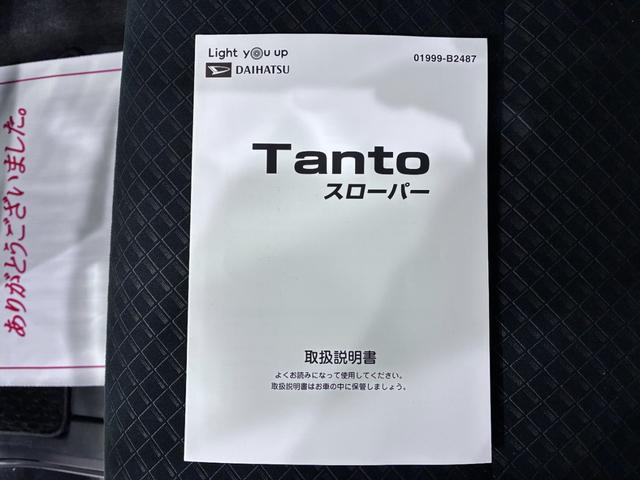 Light you up
DAIHATSU
01999-B2487
Tanto
スローパー
取扱説明書
よくお読みになって使用してください。
取扱説明書はお車の中に保管しましょう。
ありがとうございました。